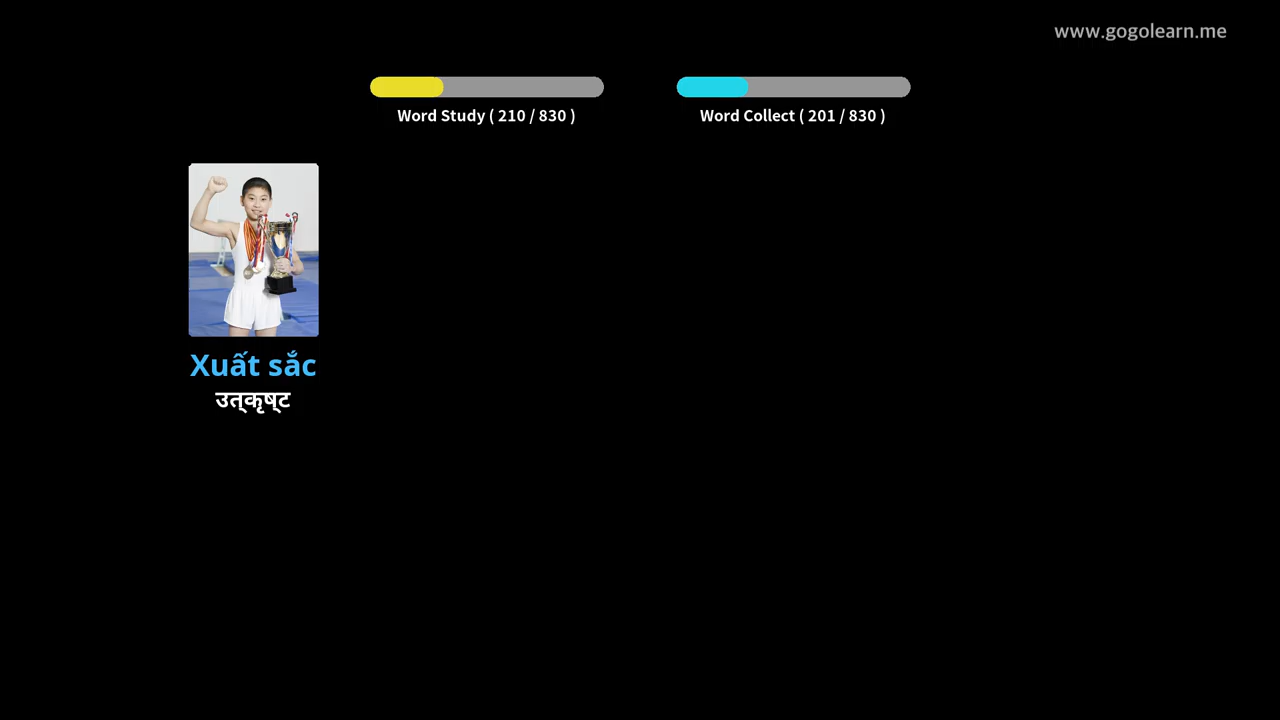 www.gogolearn.me
Word Study ( 210 / 830 )
Word Collect ( 201 / 830 )
Xuất sắc
उत्कृष्ट